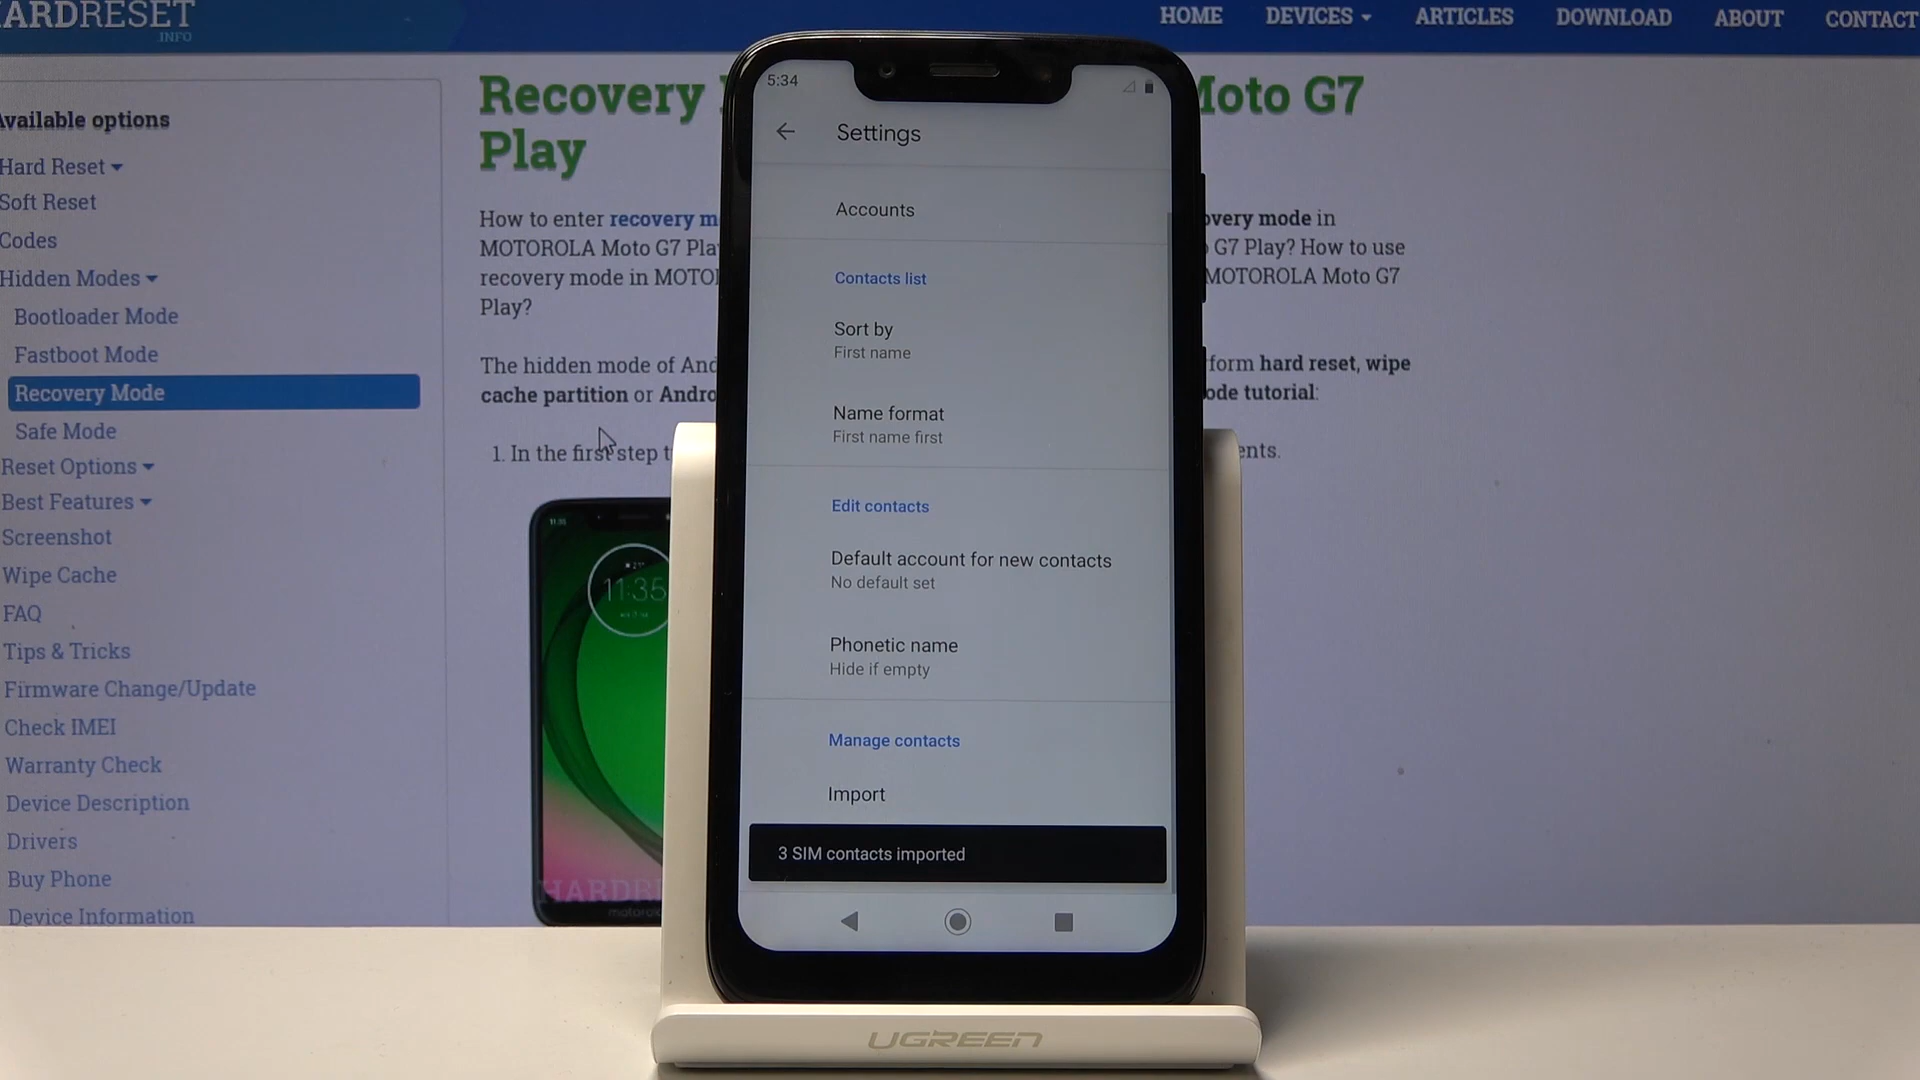 HARDRESET
.INFO
HOME
DEVICES
ARTICLES
DOWNLOAD
ABOUT
CONTACT
Available options
Hard Reset
Soft Reset
Codes
Hidden Modes
Bootloader Mode
Fastboot Mode
Recovery Mode
Safe Mode
Reset Options
Best Features
Screenshot
Wipe Cache
FAQ
Tips & Tricks
Firmware Change/Update
Check IMEI
Warranty Check
Device Description
Drivers
Buy Phone
Device Information
Recovery Moto G7
Play
How to enter recovery m overy mode in
MOTOROLA Moto G7 Pla G7 Play? How to use
recovery mode in MOTO MOTOROLA Moto G7
Play?
The hidden mode of And form hard reset, wipe
cache partition or Andro ode tutorial:
1. In the first step t ents.
11:35
11:35
HARDRE
motorol
5:34
Settings
Accounts
Contacts list
Sort by
First name
Name format
First name first
Edit contacts
Default account for new contacts
No default set
Phonetic name
Hide if empty
Manage contacts
Import
3 SIM contacts imported
UGREEN